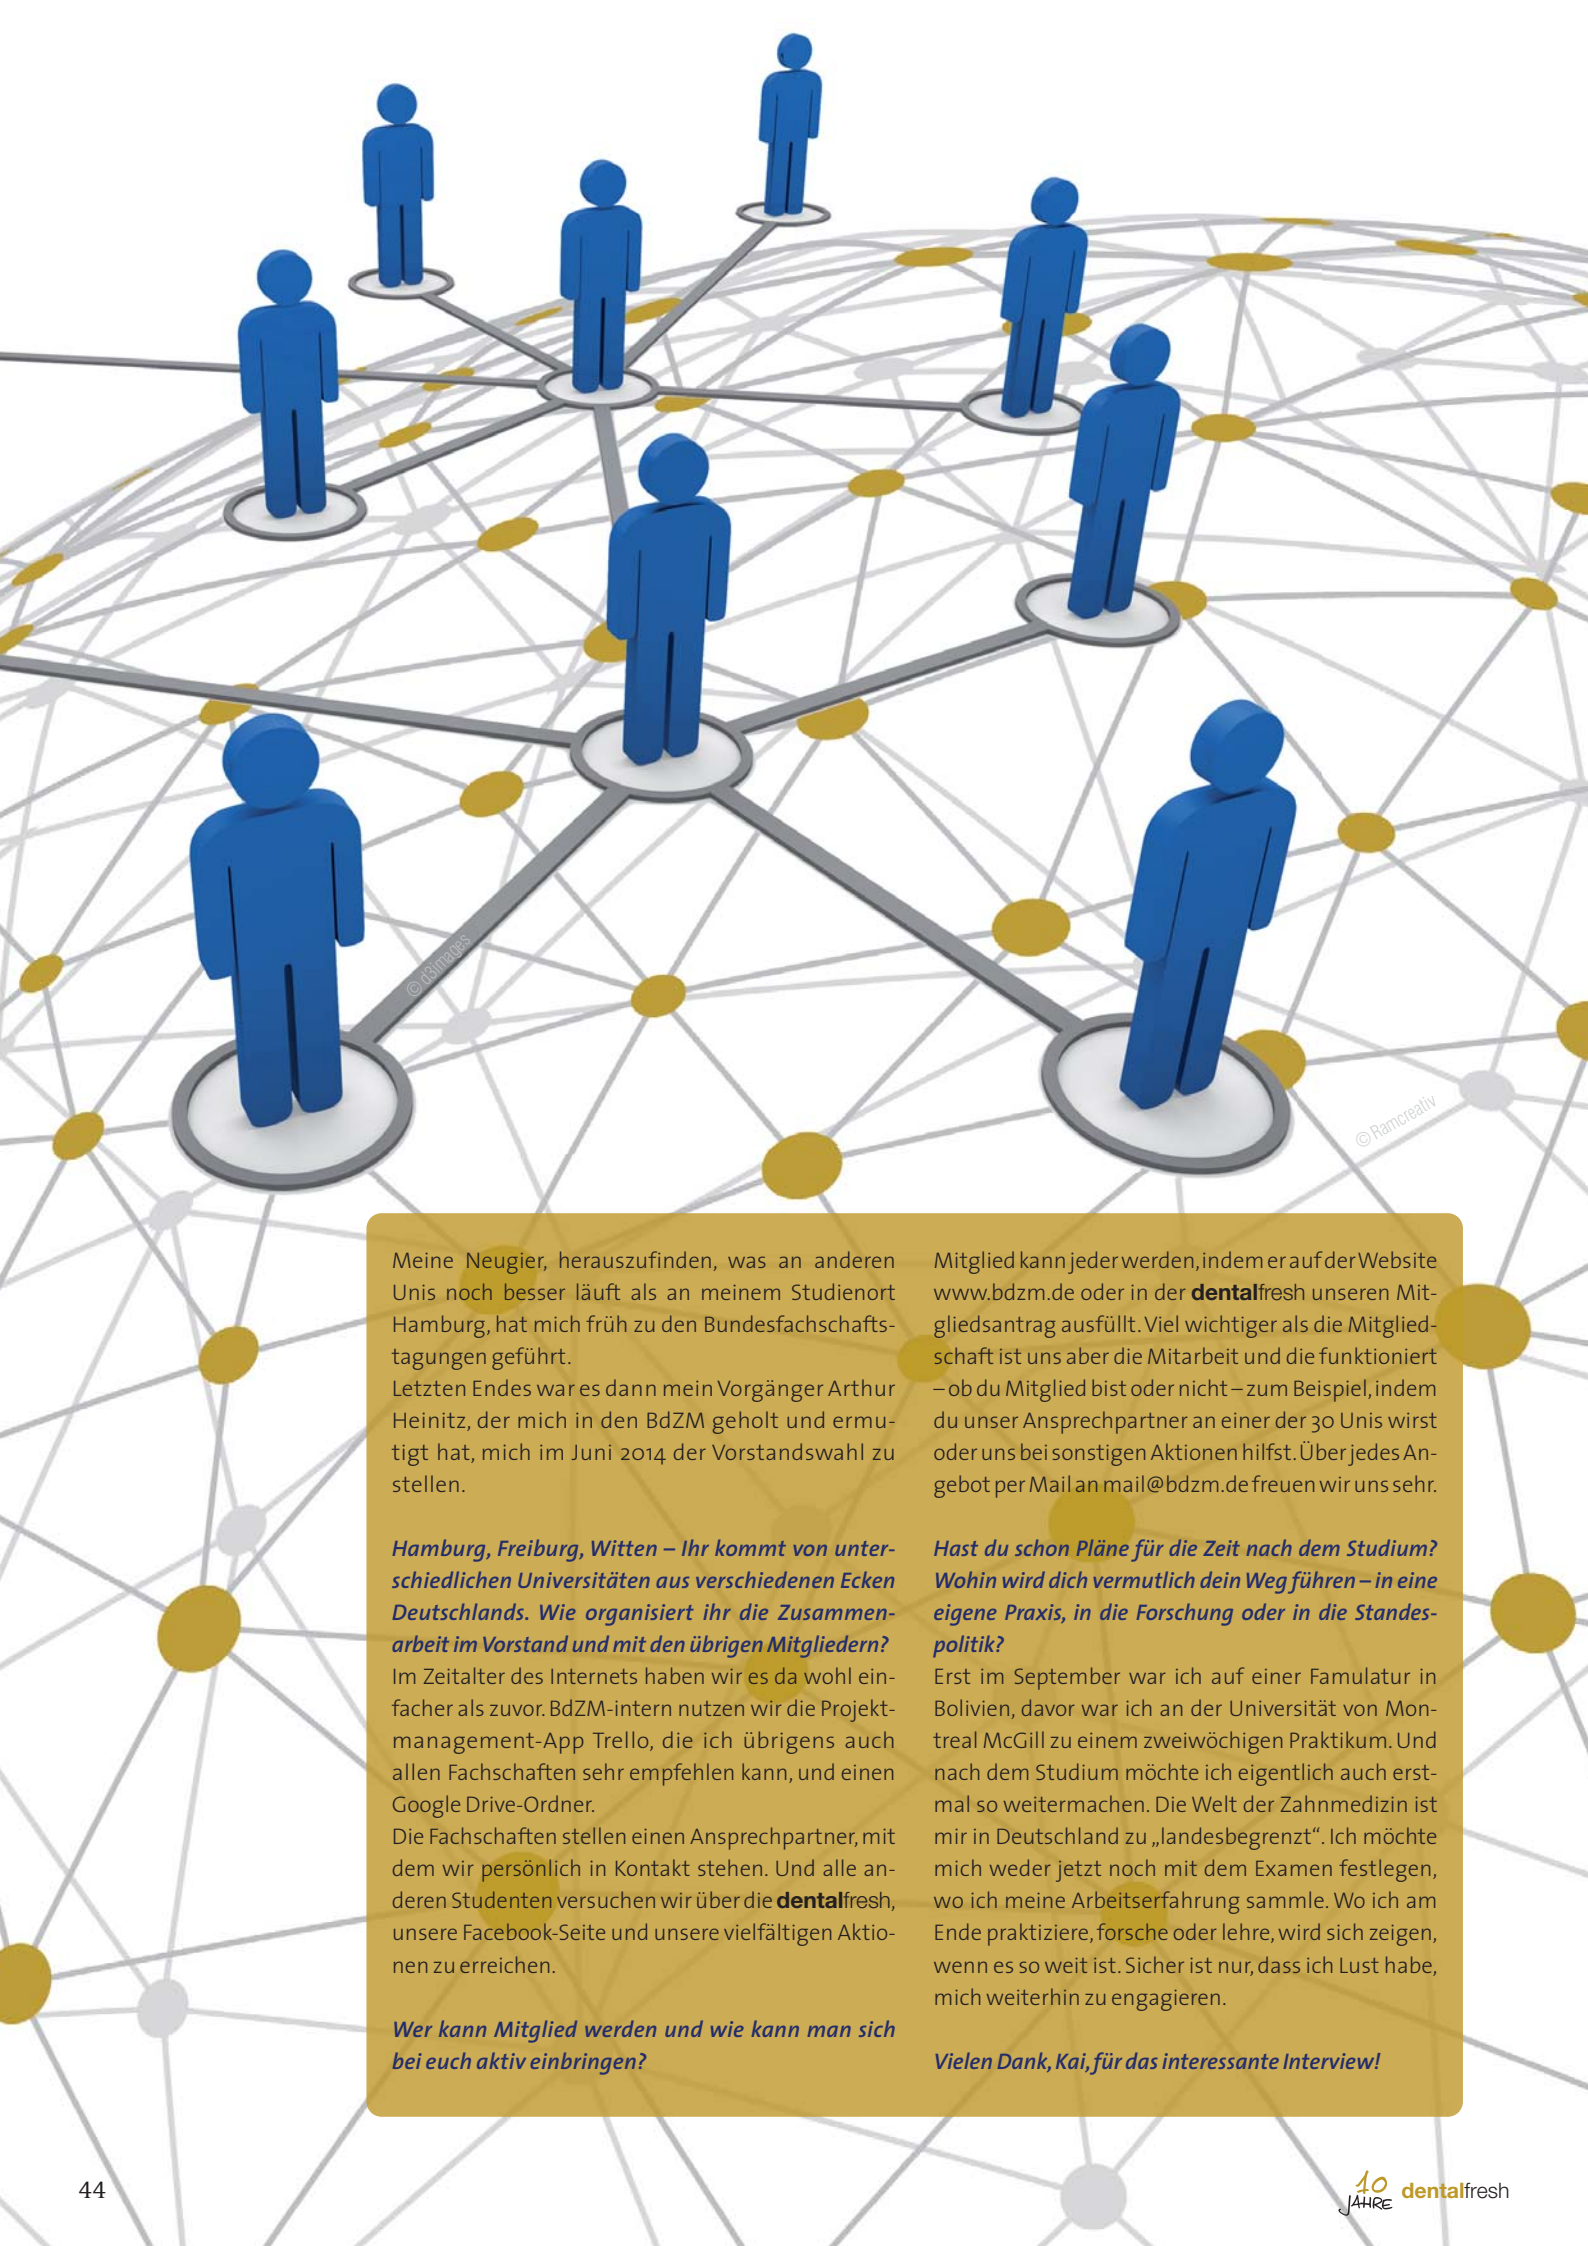 © d3images
© Ramcreativ
Meine Neugier, herauszufinden, was an anderen
Unis noch besser läuft als an meinem Studienort
Hamburg, hat mich früh zu den Bundesfachschafts-
tagungen geführt.
Letzten Endes war es dann mein Vorgänger Arthur
Heinitz, der mich in den BdZM geholt und ermu-
tigt hat, mich im Juni 2014 der Vorstandswahl zu
stellen.
Hamburg, Freiburg, Witten – Ihr kommt von unter-
schiedlichen Universitäten aus verschiedenen Ecken
Deutschlands. Wie organisiert ihr die Zusammen-
arbeit im Vorstand und mit den übrigen Mitgliedern?
Im Zeitalter des Internets haben wir es da wohl ein-
facher als zuvor. BdZM-intern nutzen wir die Projekt-
management-App Trello, die ich übrigens auch
allen Fachschaften sehr empfehlen kann, und einen
Google Drive-Ordner.
Die Fachschaften stellen einen Ansprechpartner, mit
dem wir persönlich in Kontakt stehen. Und alle an-
deren Studenten versuchen wir über die dentalfresh,
unsere Facebook-Seite und unsere vielfältigen Aktio-
nen zu erreichen.
Wer kann Mitglied werden und wie kann man sich
bei euch aktiv einbringen?
Mitglied kann jeder werden, indem er auf der Website
www.bdzm.de oder in der dentalfresh unseren Mit-
gliedsantrag ausfüllt. Viel wichtiger als die Mitglied-
schaft ist uns aber die Mitarbeit und die funktioniert
– ob du Mitglied bist oder nicht – zum Beispiel, indem
du unser Ansprechpartner an einer der 30 Unis wirst
oder uns bei sonstigen Aktionen hilfst. Über jedes An-
gebot per Mail an mail@bdzm.de freuen wir uns sehr.
Hast du schon Pläne für die Zeit nach dem Studium?
Wohin wird dich vermutlich dein Weg führen – in eine
eigene Praxis, in die Forschung oder in die Standes-
politik?
Erst im September war ich auf einer Famulatur in
Bolivien, davor war ich an der Universität von Mon-
treal McGill zu einem zweiwöchigen Praktikum. Und
nach dem Studium möchte ich eigentlich auch erst-
mal so weitermachen. Die Welt der Zahnmedizin ist
mir in Deutschland zu „landesbegrenzt“. Ich möchte
mich weder jetzt noch mit dem Examen festlegen,
wo ich meine Arbeitserfahrung sammle. Wo ich am
Ende praktiziere, forsche oder lehre, wird sich zeigen,
wenn es so weit ist. Sicher ist nur, dass ich Lust habe,
mich weiterhin zu engagieren.
Vielen Dank, Kai, für das interessante Interview!
44
10
JAHRE
dentalfresh